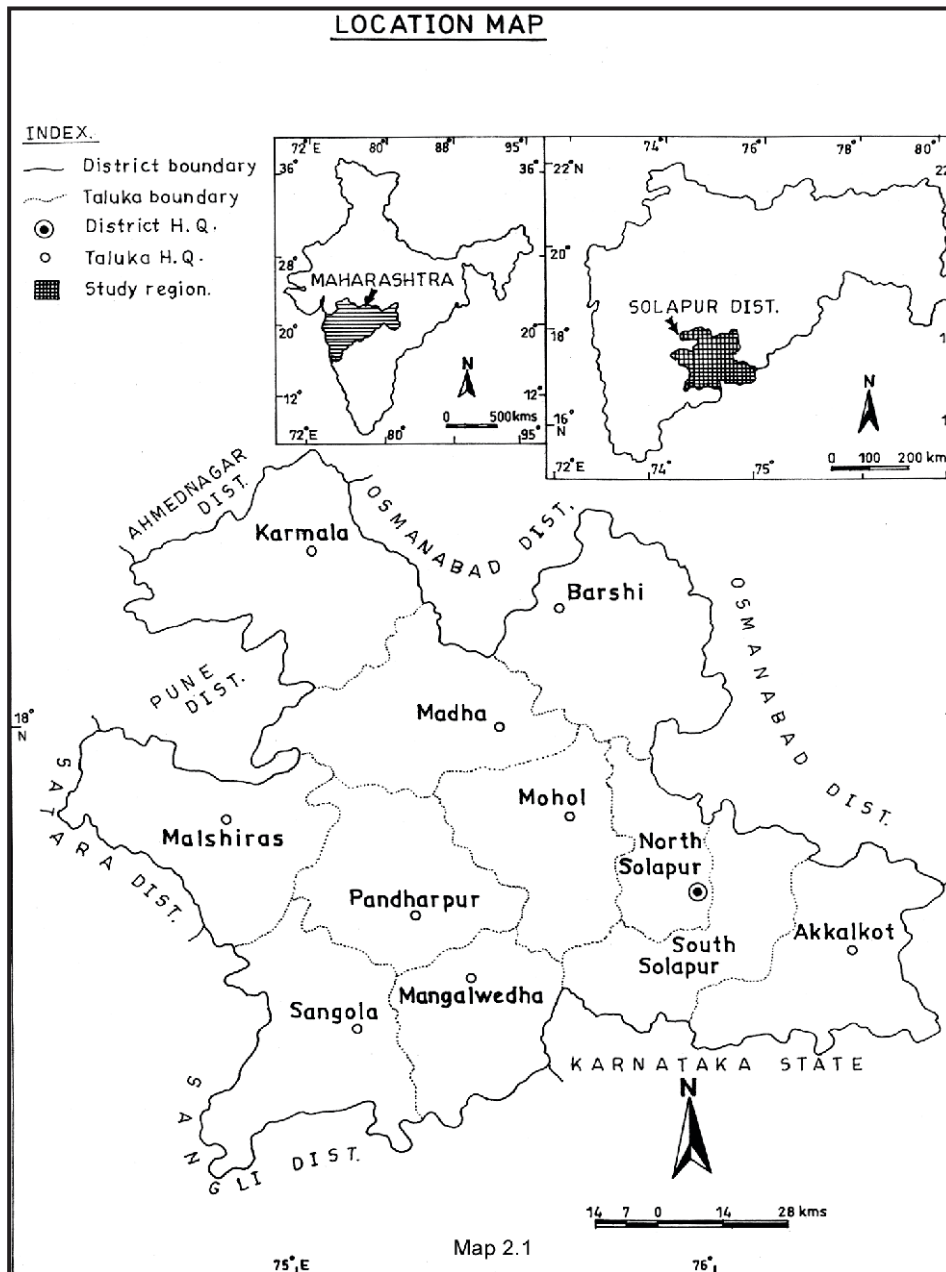 LOCATION MAP
INDEX.
District boundary
Taluka boundary
District H.Q.
Taluka H.Q.
Study region.
72°E 80° 88° 95°
36°
28°
20°
12°
72°E 80° 88° 95°
36°
20°
12°
MAHARASHTRA
N
0 500kms
74° 76° 78° 80
22°
20°
18°
16°
N
72°E 74° 75°
22
SOLAPUR DIST.
N
0 100 200 km
AHMEDNAGAR
DIST.
OSMANABAD DIST.
Karmala
Barshi
OSMANABAD DIST.
PUNE
DIST.
18°
N
Madha
SATARA DIST.
Malshiras
Mohol
North
Solapur
Pandharpur
South
Solapur
Akkalkot
Sangola
Mangalwedha
KARNATAKA STATE
SANGLI DIST.
N
14 7 0 14 28 kms
Map 2.1
75°E 76°